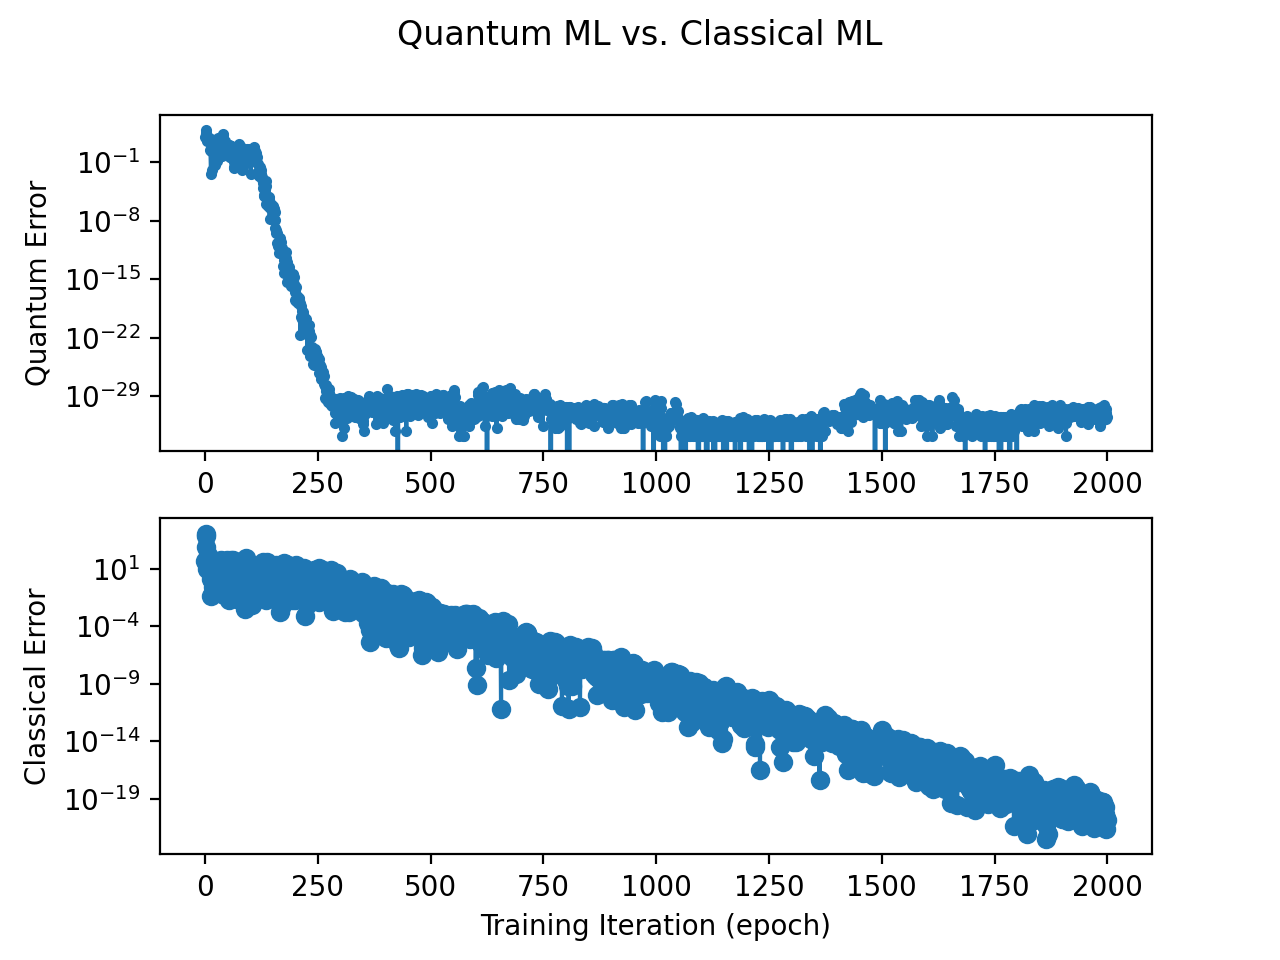 Quantum ML vs. Classical ML
Quantum Error
10⁻¹
10⁻⁸
10⁻¹⁵
10⁻²²
10⁻²⁹
0 250 500 750 1000 1250 1500 1750 2000
Classical Error
10¹
10⁻⁴
10⁻⁹
10⁻¹⁴
10⁻¹⁹
0 250 500 750 1000 1250 1500 1750 2000
Training Iteration (epoch)